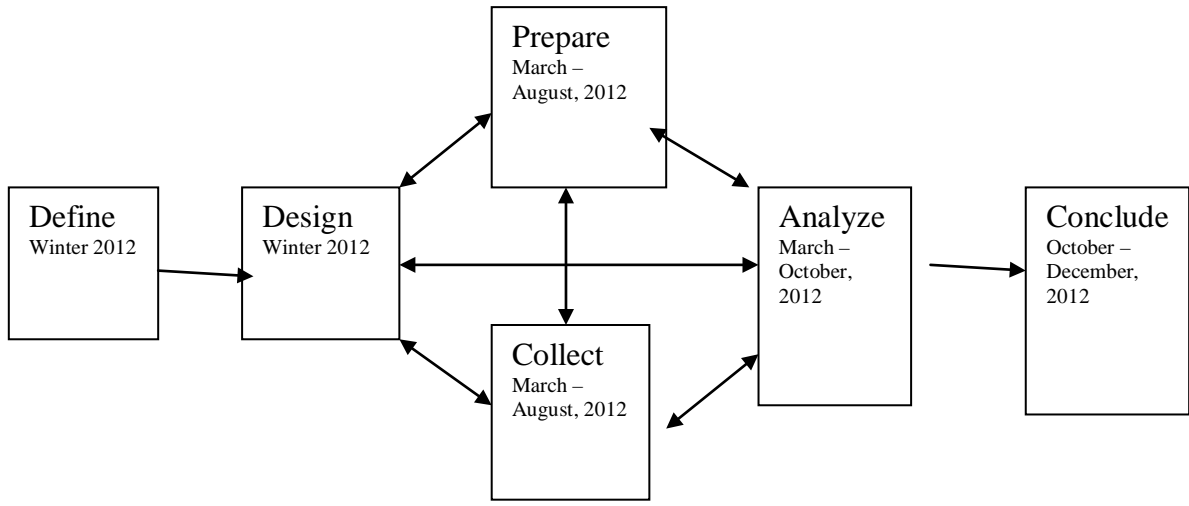 Prepare
March –
August, 2012
Define
Winter 2012
Design
Winter 2012
Analyze
March –
October,
2012
Conclude
October –
December,
2012
Collect
March –
August, 2012